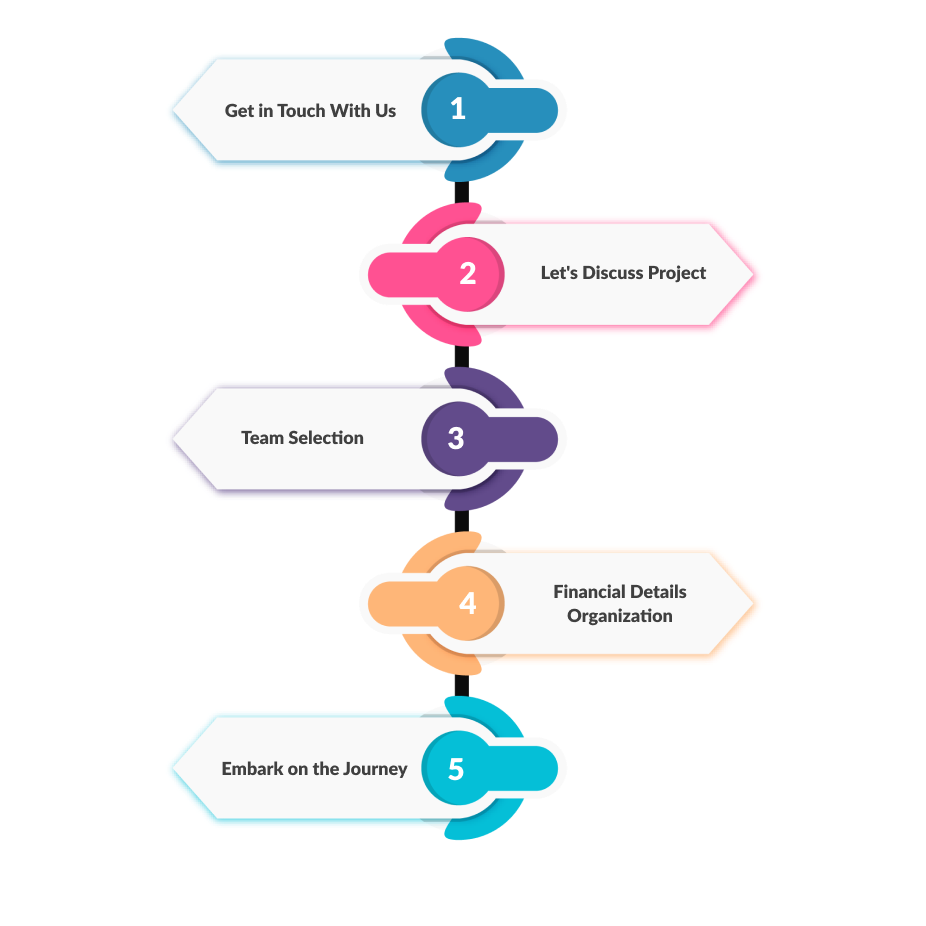 1
Get in Touch With Us
2
Let's Discuss Project
3
Team Selection
4
Financial Details
Organization
5
Embark on the Journey